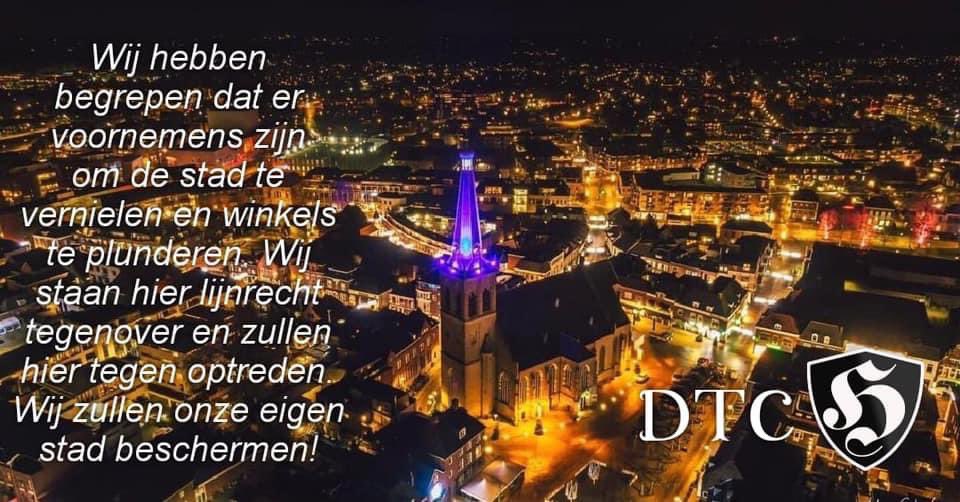 Wij hebben
begrepen dat er
voornemens zijn
om de stad te
vernielen en winkels
te plunderen. Wij
staan hier lijnrecht
tegenover en zullen
hier tegen optreden.
Wij zullen onze eigen
stad beschermen!
DTC H